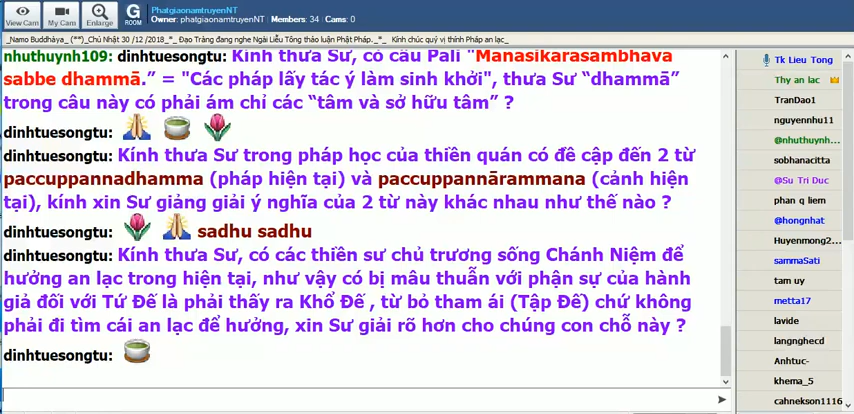 View Cam
My Cam
Enlarge
G
ROOM
PhatgiaonamtruyenNT
Owner: phatgiaonamtruyenNT | Members: 34 | Cams: 0
_Namo Buddhàya_ (**)_Chủ Nhật 30 /12 /2018_*_ Đạo Tràng đang nghe Ngài Liễu Tông thảo luận Phật Pháp._*_ Kính chúc quý vị thính Pháp an lạc_
nhuthuynh109: dinhtuesongtu: Kính thưa Sư, có câu Pali "Manasikarasambhava
sabbe dhammā.” = "Các pháp lấy tác ý làm sinh khởi", thưa Sư “dhammā”
trong câu này có phải ám chỉ các “tâm và sở hữu tâm” ?
dinhtuesongtu:
dinhtuesongtu: Kính thưa Sư trong pháp học của thiền quán có đề cập đến 2 từ
paccuppannadhamma (pháp hiện tại) và paccuppannārammana (cảnh hiện
tại), kính xin Sư giảng giải ý nghĩa của 2 từ này khác nhau như thế nào ?
dinhtuesongtu: sadhu sadhu
dinhtuesongtu: Kính thưa Sư, có các thiền sư chủ trương sống Chánh Niệm để
hưởng an lạc trong hiện tại, như vậy có bị mâu thuẫn với phận sự của hành
giả đối với Tứ Đế là phải thấy ra Khổ Đế , từ bỏ tham ái (Tập Đế) chứ không
phải đi tìm cái an lạc để hưởng, xin Sư giải rõ hơn cho chúng con chỗ này ?
dinhtuesongtu:
Tk Lieu Tong
Thy an lac
TranDao1
nguyennhu11
@nhuthuynh...
sobhanacitta
@Su Tri Duc
phan q liem
@hongnhat
Huyenmong2...
sammaSati
tam uy
metta17
lavide
langnghecd
Anhtuc-
khema_5
cahnekson1116